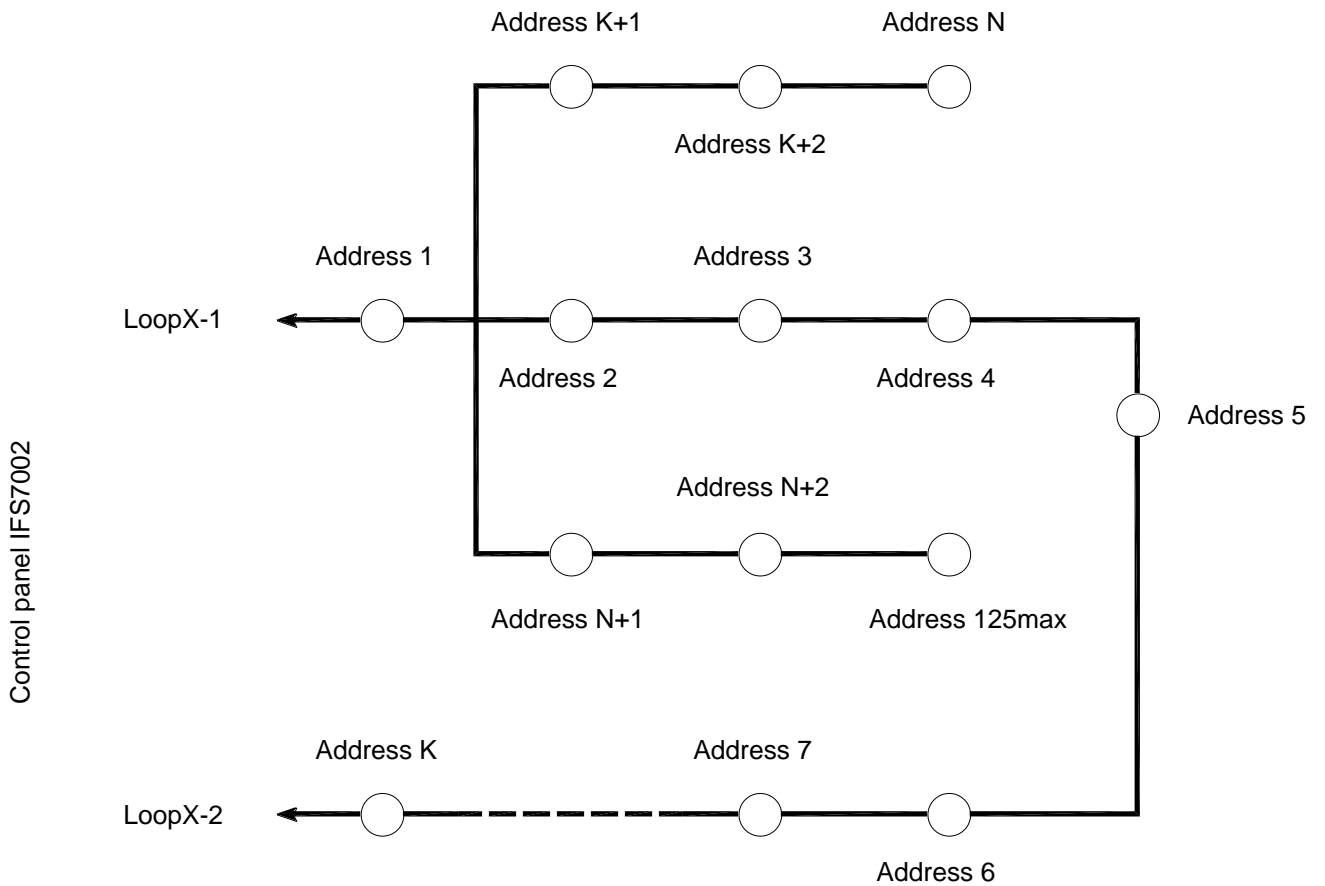 Address K+1
Address N
Address K+2
Address 1
Address 3
LoopX-1
Address 2
Address 4
Address 5
Control panel IFS7002
Address N+2
Address N+1
Address 125max
Address K
Address 7
LoopX-2
Address 6